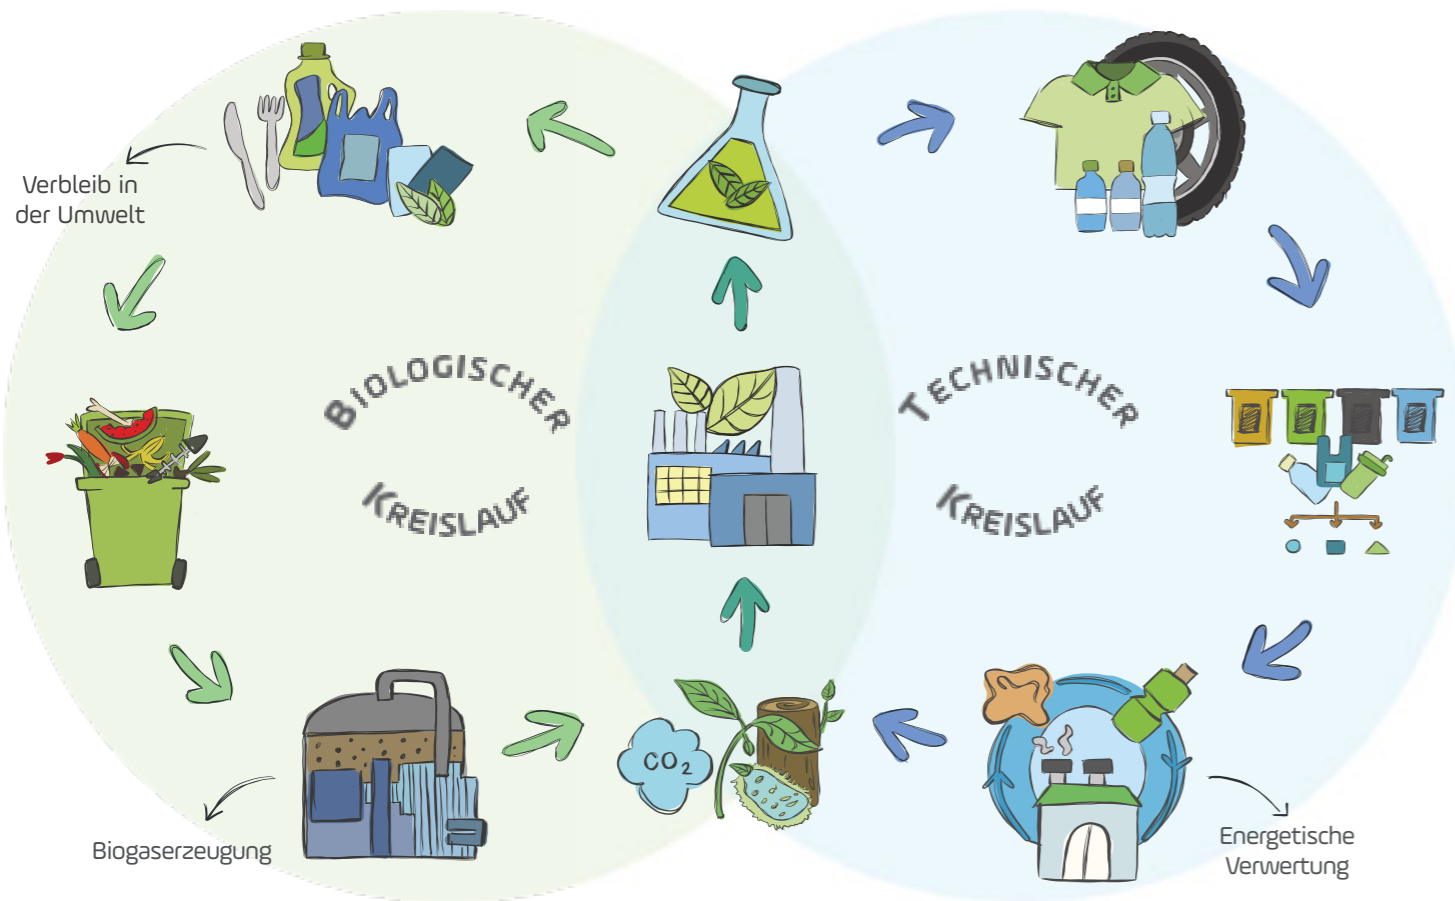 Verbleib in
der Umwelt
BIOLOGISCHER
KREISLAUF
TECHNISCHER
KREISLAUF
CO₂
Biogaserzeugung
Energetische
Verwertung